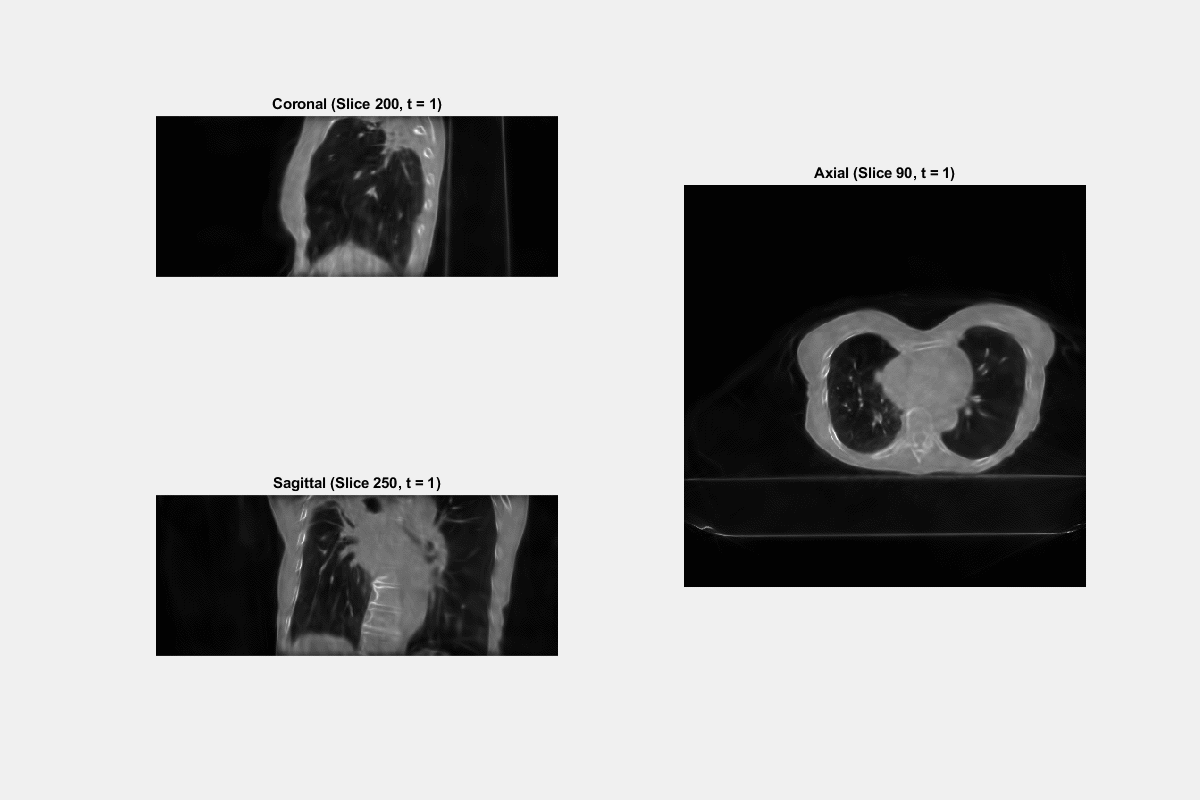 Coronal (Slice 200, t = 1)
Axial (Slice 90, t = 1)
Sagittal (Slice 250, t = 1)